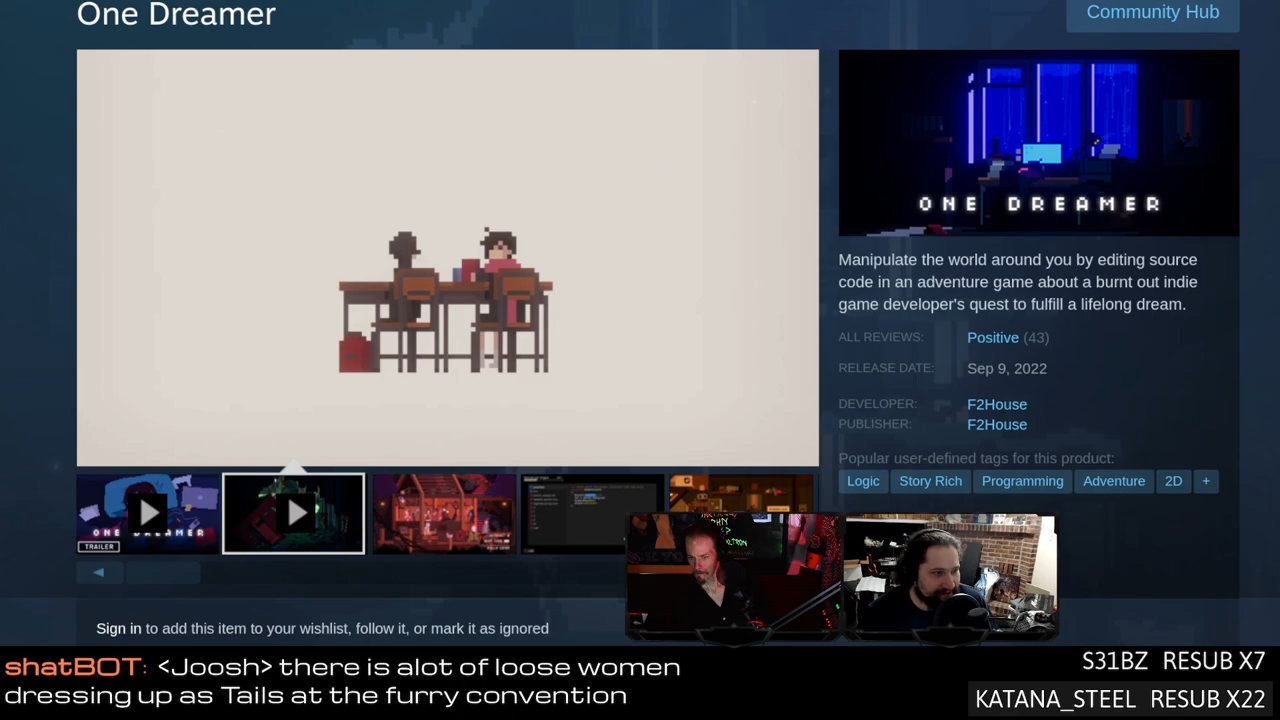 One Dreamer
Community Hub
ONE DREAMER
Manipulate the world around you by editing source
code in an adventure game about a burnt out indie
game developer's quest to fulfill a lifelong dream.
ALL REVIEWS: Positive (43)
RELEASE DATE: Sep 9, 2022
DEVELOPER: F2House
PUBLISHER: F2House
Popular user-defined tags for this product:
Logic Story Rich Programming Adventure 2D +
ONE DREAMER
TRAILER
Sign in to add this item to your wishlist, follow it, or mark it as ignored
shatBOT: <Joosh> there is alot of loose women
dressing up as Tails at the furry convention
S31BZ RESUB X7
KATANA_STEEL RESUB X22